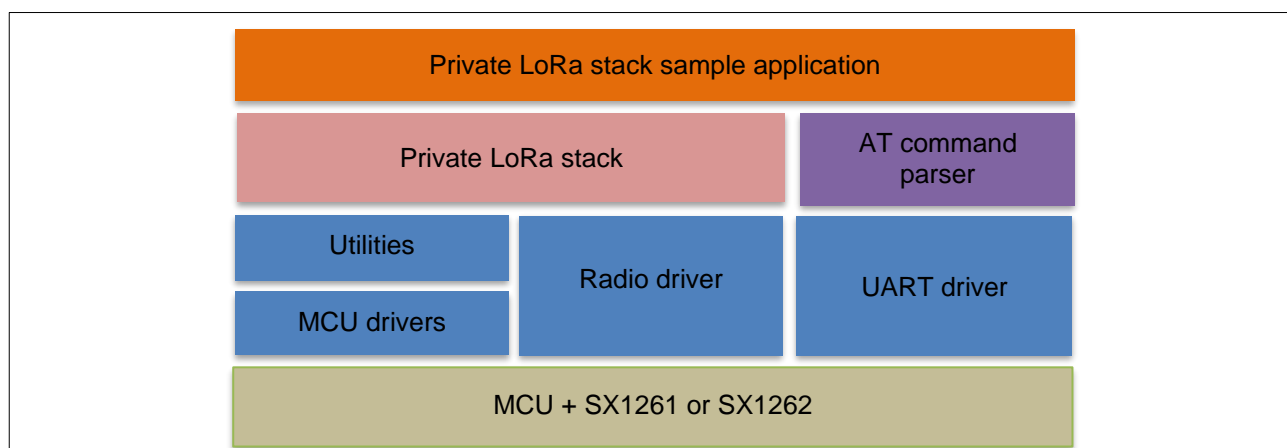 Private LoRa stack sample application
Private LoRa stack
AT command
parser
Utilities
Radio driver
UART driver
MCU drivers
MCU + SX1261 or SX1262